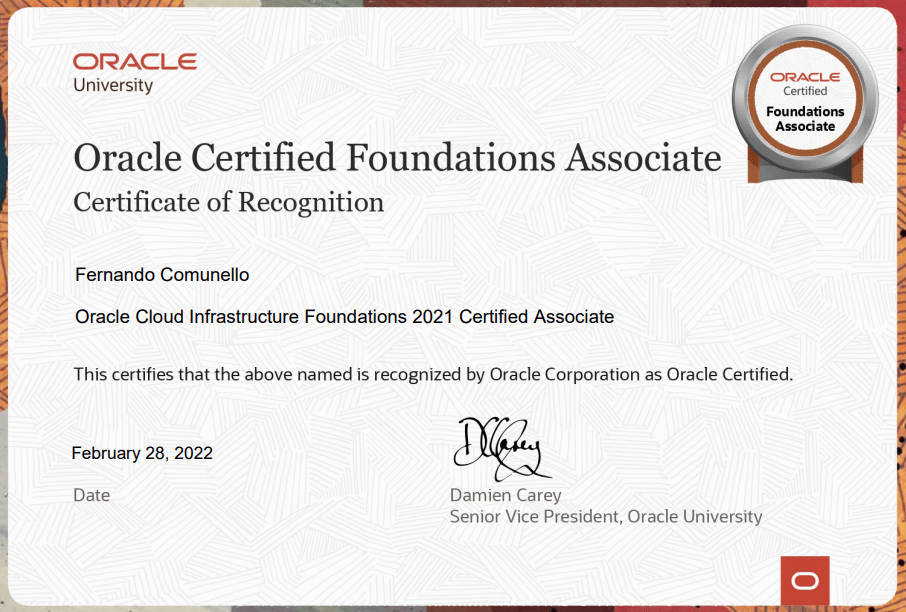 ORACLE
University
ORACLE
Certified
Foundations
Associate
Oracle Certified Foundations Associate
Certificate of Recognition
Fernando Comunello
Oracle Cloud Infrastructure Foundations 2021 Certified Associate
This certifies that the above named is recognized by Oracle Corporation as Oracle Certified.
DCarey
February 28, 2022
Date
Damien Carey
Senior Vice President, Oracle University